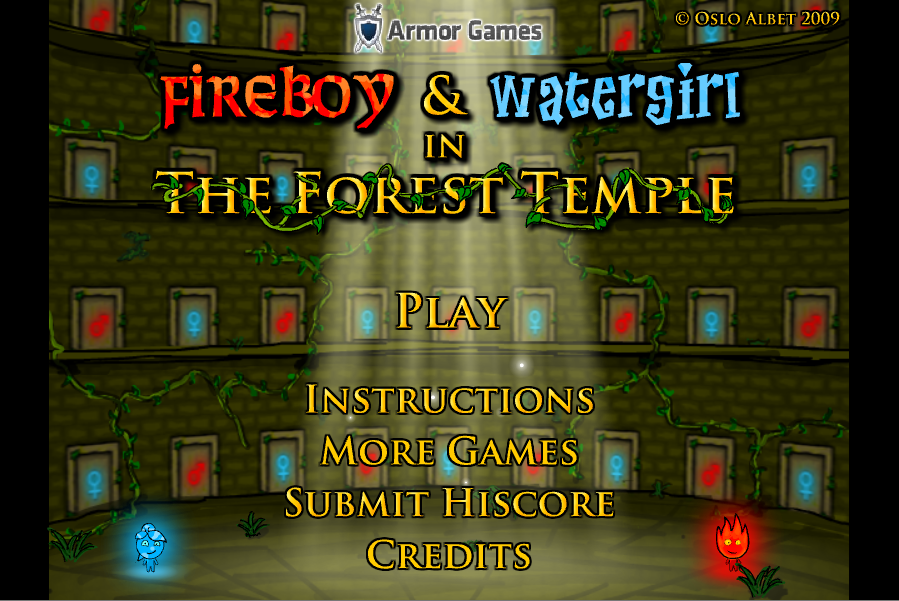 Armor Games
© Oslo Albet 2009
Fireboy & Watergirl
in
The Forest Temple
Play
Instructions
More Games
Submit Hiscore
Credits